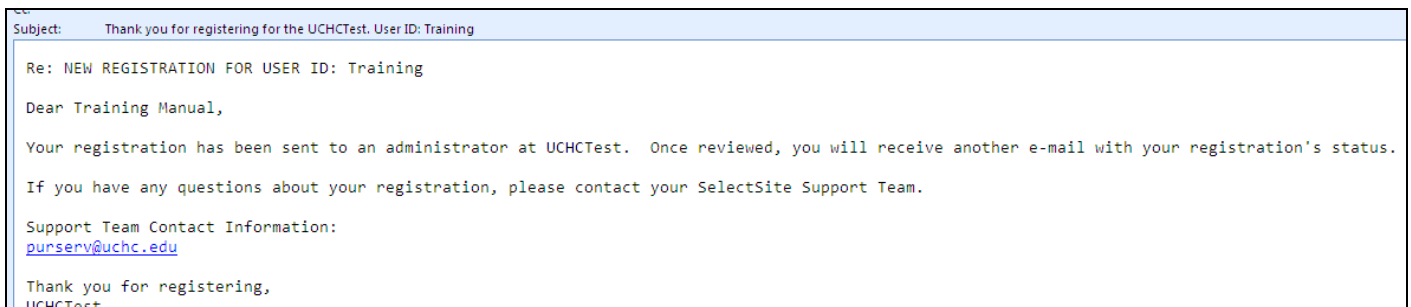 Subject: Thank you for registering for the UCHCTest. User ID: Training
Re: NEW REGISTRATION FOR USER ID: Training
Dear Training Manual,
Your registration has been sent to an administrator at UCHCTest. Once reviewed, you will receive another e-mail with your registration's status.
If you have any questions about your registration, please contact your SelectSite Support Team.
Support Team Contact Information:
purserv@uchc.edu
Thank you for registering,
UCHCTest